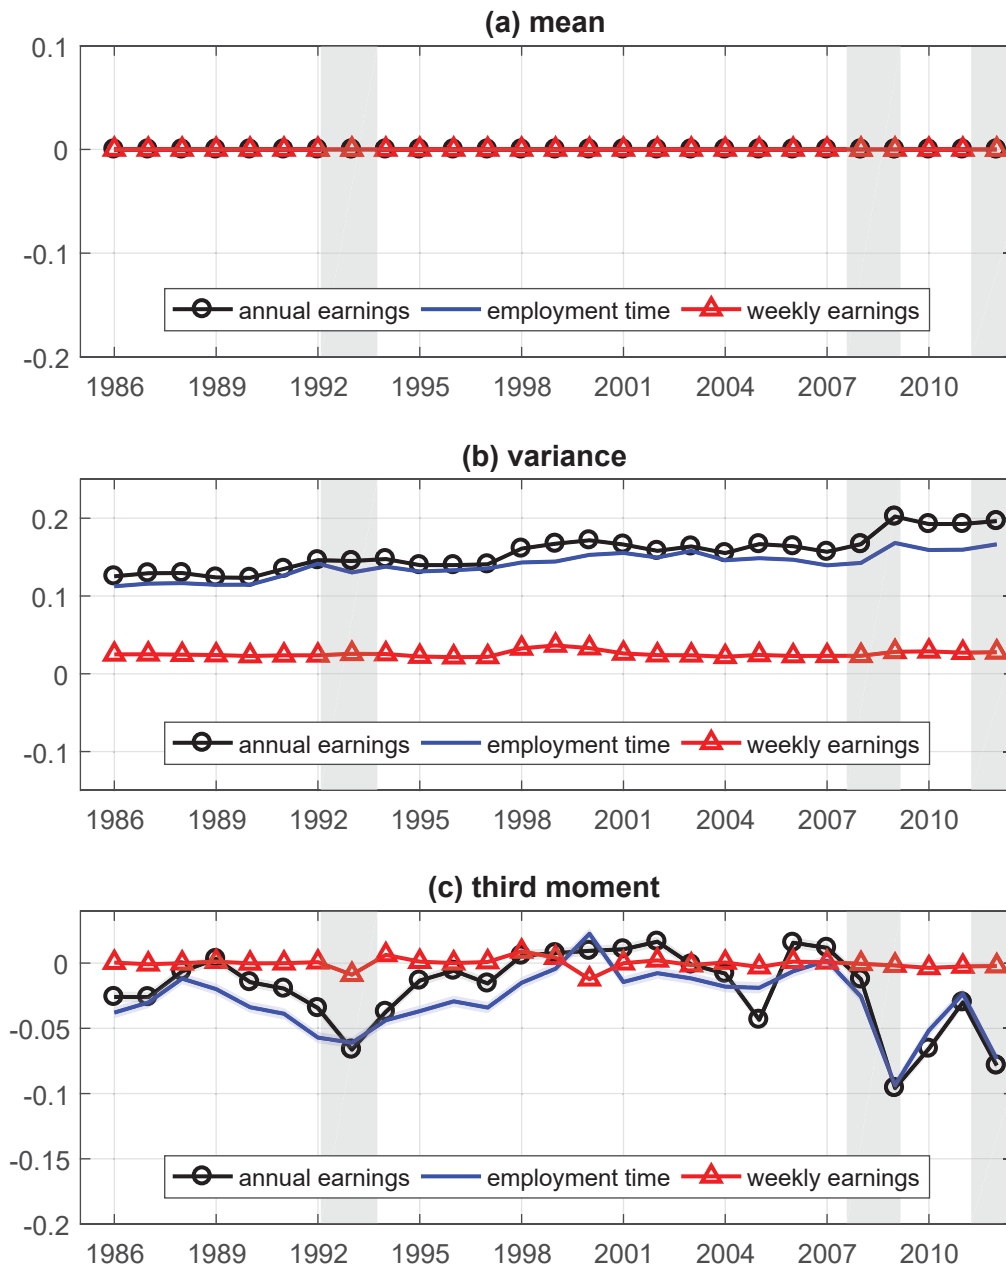 (a) mean
0.1
0
-0.1
annual earnings employment time weekly earnings
-0.2
1986 1989 1992 1995 1998 2001 2004 2007 2010
(b) variance
0.2
0.1
0
-0.1
annual earnings employment time weekly earnings
1986 1989 1992 1995 1998 2001 2004 2007 2010
(c) third moment
0
-0.05
-0.1
-0.15
annual earnings employment time weekly earnings
-0.2
1986 1989 1992 1995 1998 2001 2004 2007 2010